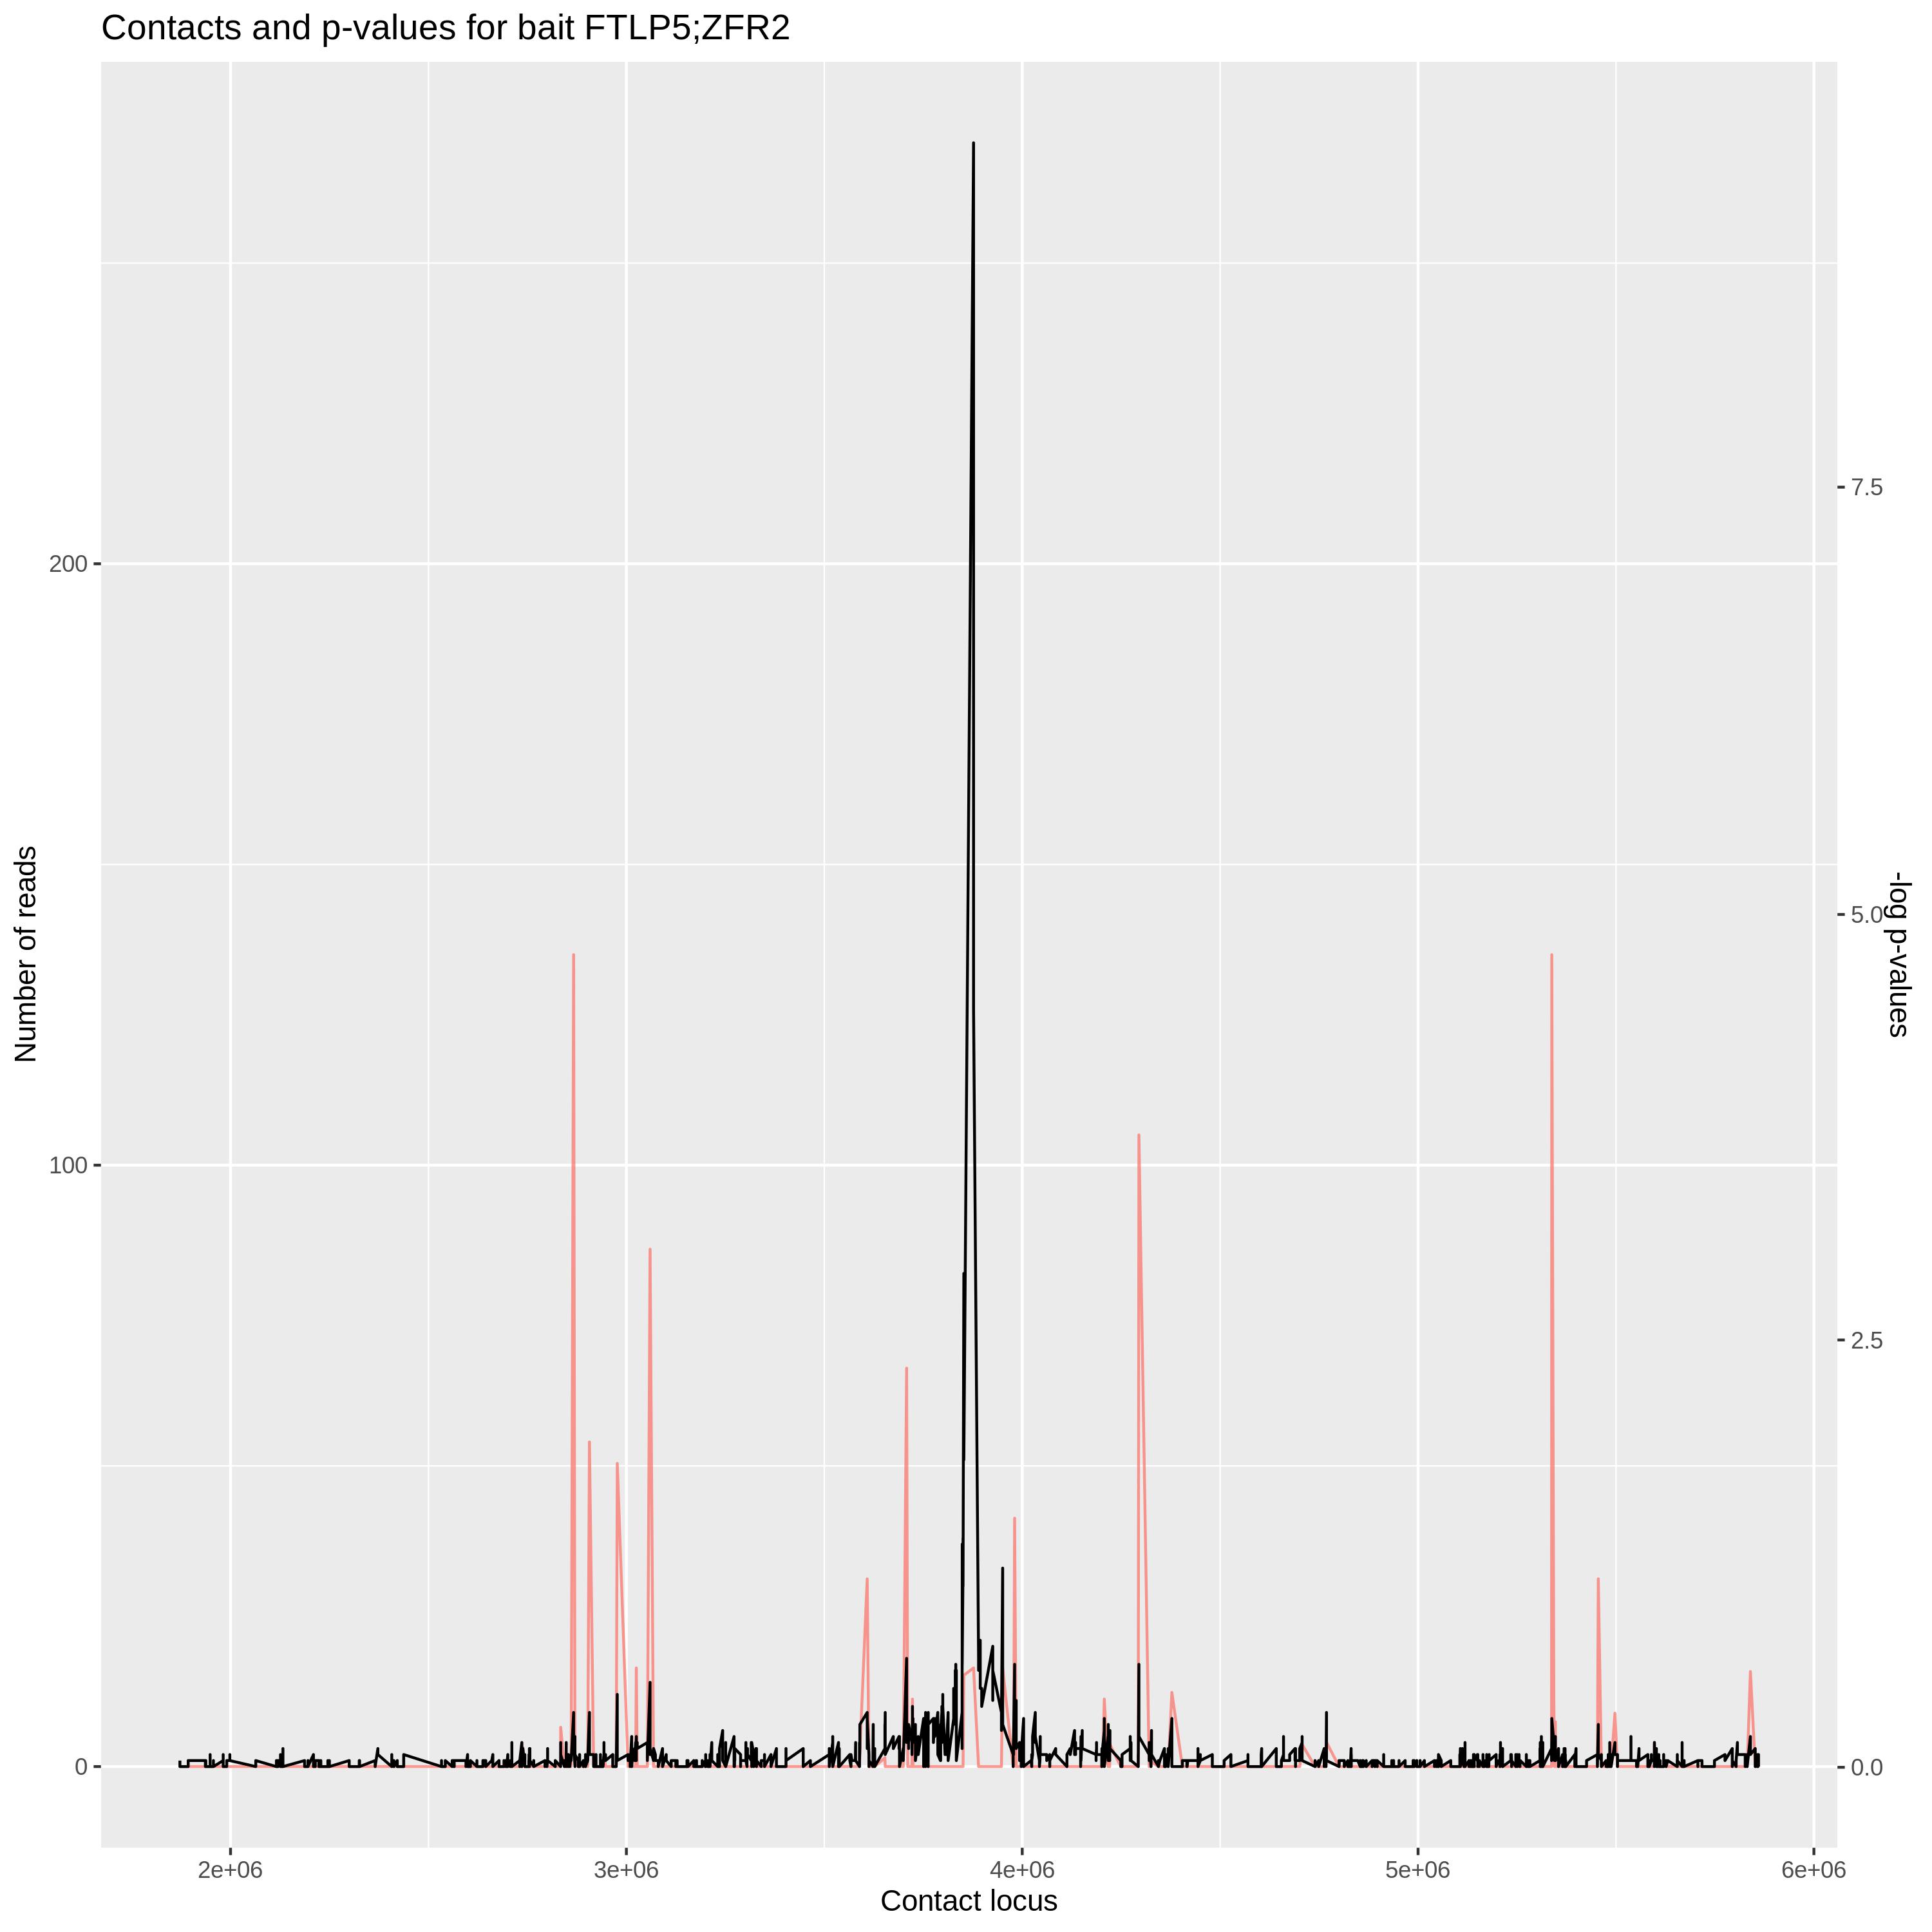 Contacts and p-values for bait FTLP5;ZFR2
Number of reads
200
100
0
7.5
5.0
2.5
0.0
-log p-values
2e+06
3e+06
4e+06
5e+06
6e+06
Contact locus